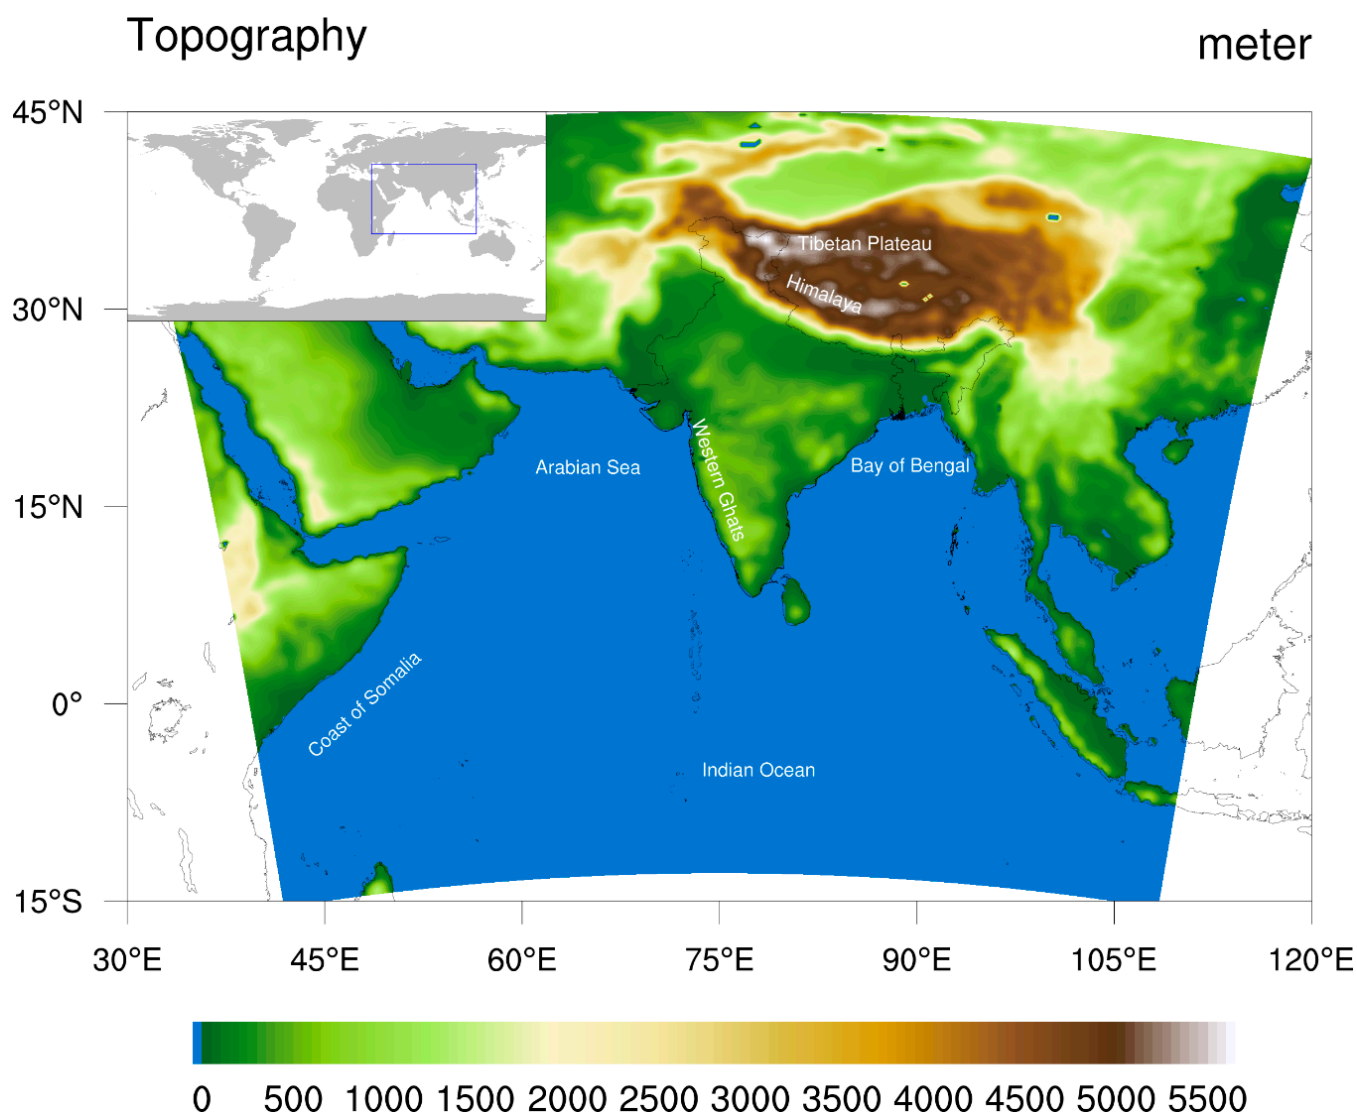 Topography
meter
45°N
30°N
15°N
0°
15°S
Tibetan Plateau
Himalaya
Western Ghats
Arabian Sea
Bay of Bengal
Coast of Somalia
Indian Ocean
30°E 45°E 60°E 75°E 90°E 105°E 120°E
0 500 1000 1500 2000 2500 3000 3500 4000 4500 5000 5500